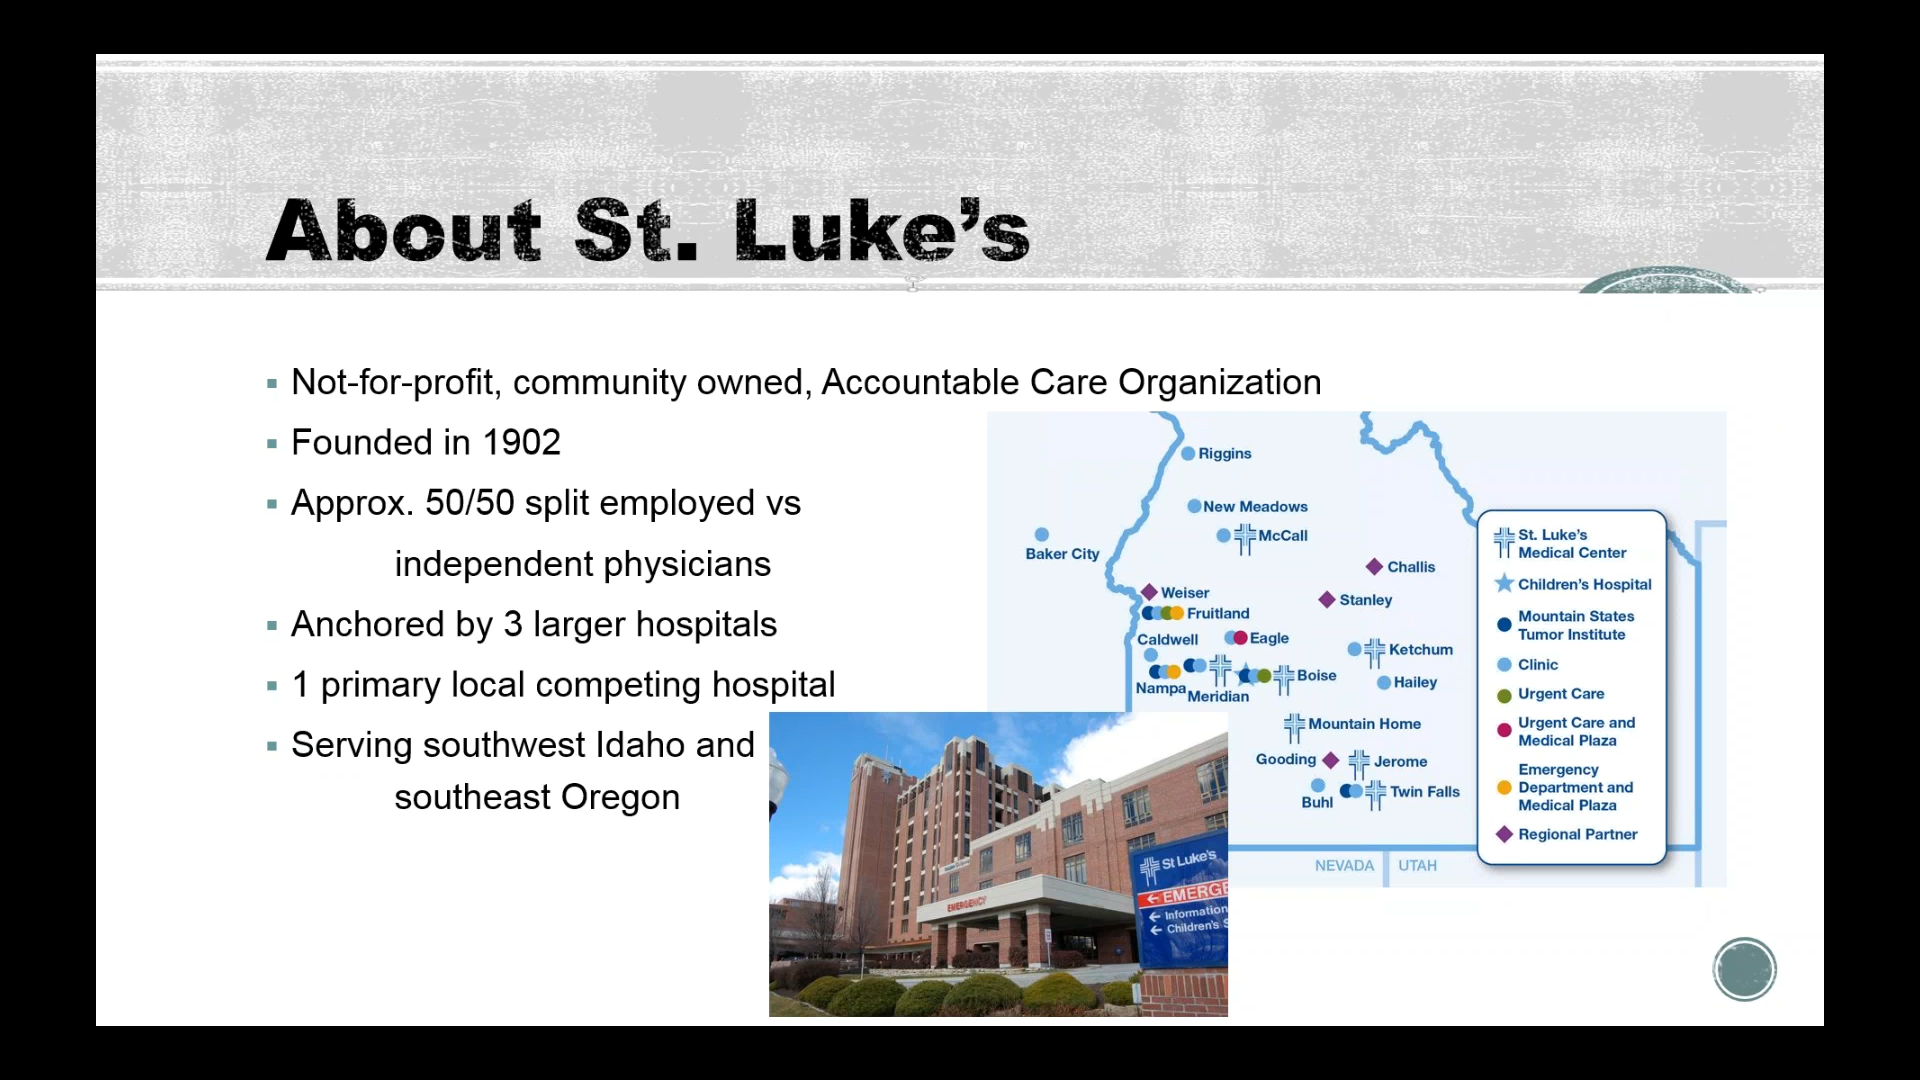 About St. Luke's
Not-for-profit, community owned, Accountable Care Organization
Founded in 1902
Approx. 50/50 split employed vs
independent physicians
Anchored by 3 larger hospitals
1 primary local competing hospital
Serving southwest Idaho and
southeast Oregon
Riggins
New Meadows
McCall
Baker City
Challis
Weiser
Stanley
Fruitland
Caldwell
Eagle
Ketchum
Boise
Hailey
Nampa
Meridian
Mountain Home
Gooding
Jerome
Buhl
Twin Falls
NEVADA
UTAH
St. Luke's
Medical Center
Children's Hospital
Mountain States
Tumor Institute
Clinic
Urgent Care
Urgent Care and
Medical Plaza
Emergency
Department and
Medical Plaza
Regional Partner
EMERGENCY
St Luke's
EMERGE
Information
Children's S